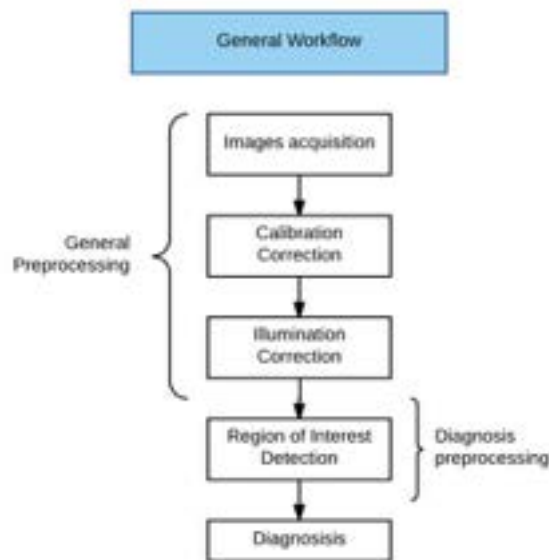 General Workflow
Images acquisition
Calibration
Correction
General
Preprocessing
Illumination
Correction
Region of Interest
Detection
Diagnosis
preprocessing
Diagnosisis